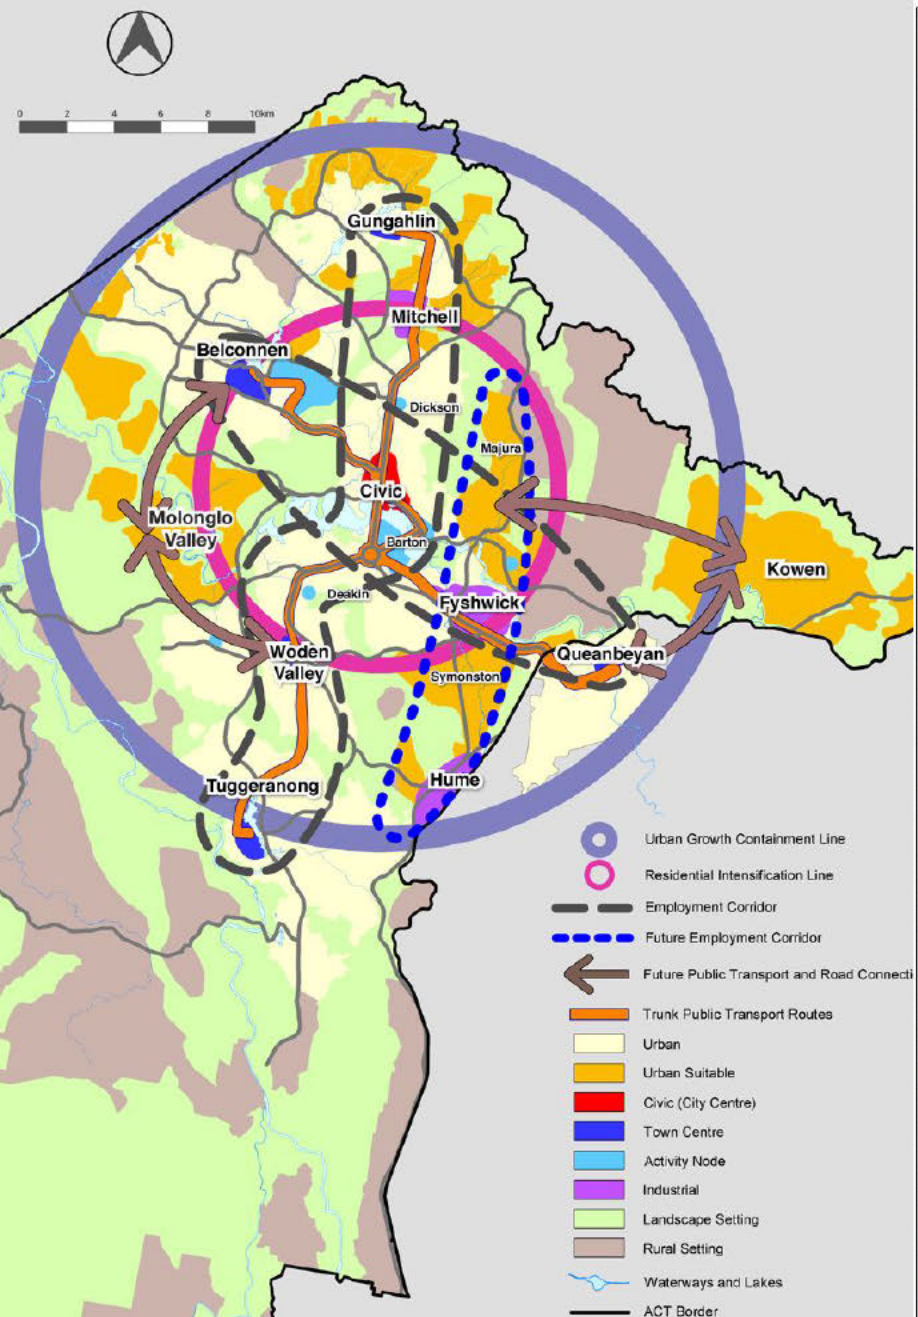 0 2 4 6 8 10km
Gungahlin
Mitchell
Belconnen
Dickson
Majura
Civic
Molonglo
Valley
Barton
Kowen
Deakin
Fyshwick
Woden
Valley
Queanbeyan
Symonston
Tuggeranong
Hume
Urban Growth Containment Line
Residential Intensification Line
Employment Corridor
Future Employment Corridor
Future Public Transport and Road Connecti
Trunk Public Transport Routes
Urban
Urban Suitable
Civic (City Centre)
Town Centre
Activity Node
Industrial
Landscape Setting
Rural Setting
Waterways and Lakes
ACT Border